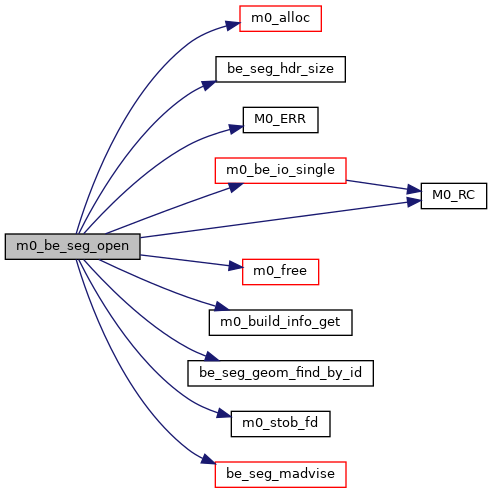 m0_alloc
be_seg_hdr_size
M0_ERR
m0_be_io_single
M0_RC
m0_be_seg_open
m0_free
m0_build_info_get
be_seg_geom_find_by_id
m0_stob_fd
be_seg_madvise